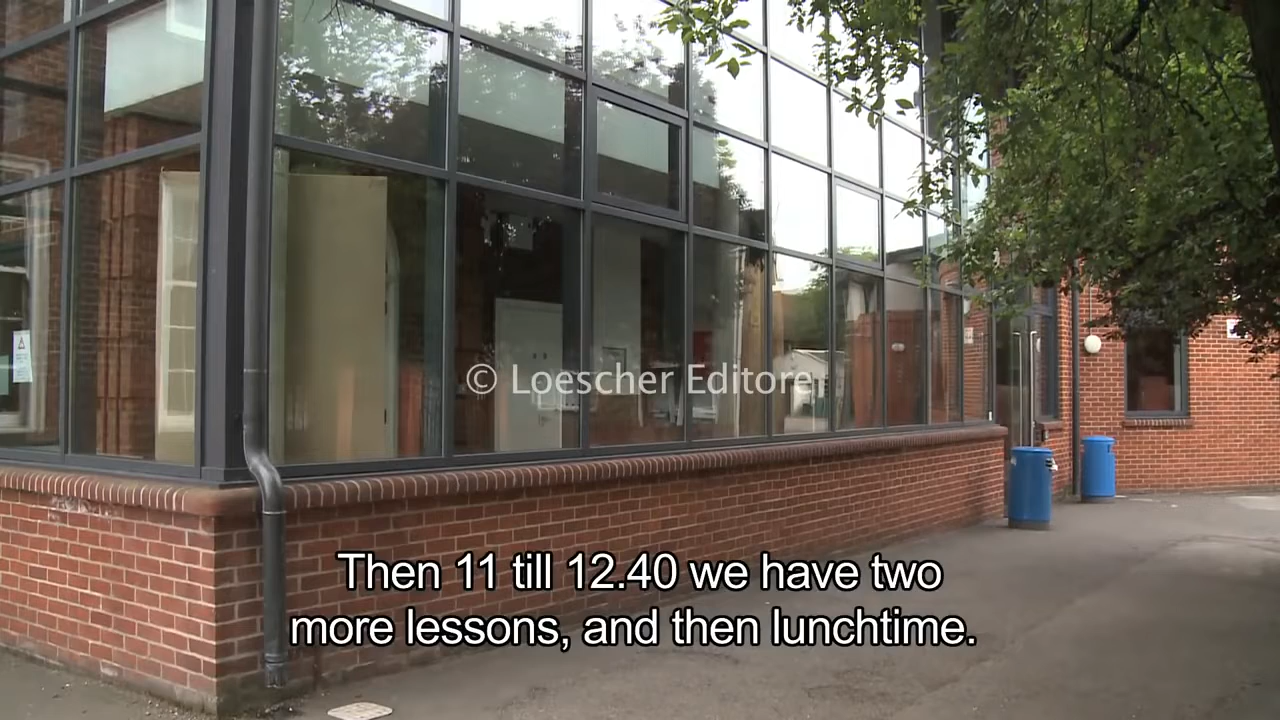 © Loescher Editore
Then 11 till 12.40 we have two
more lessons, and then lunchtime.